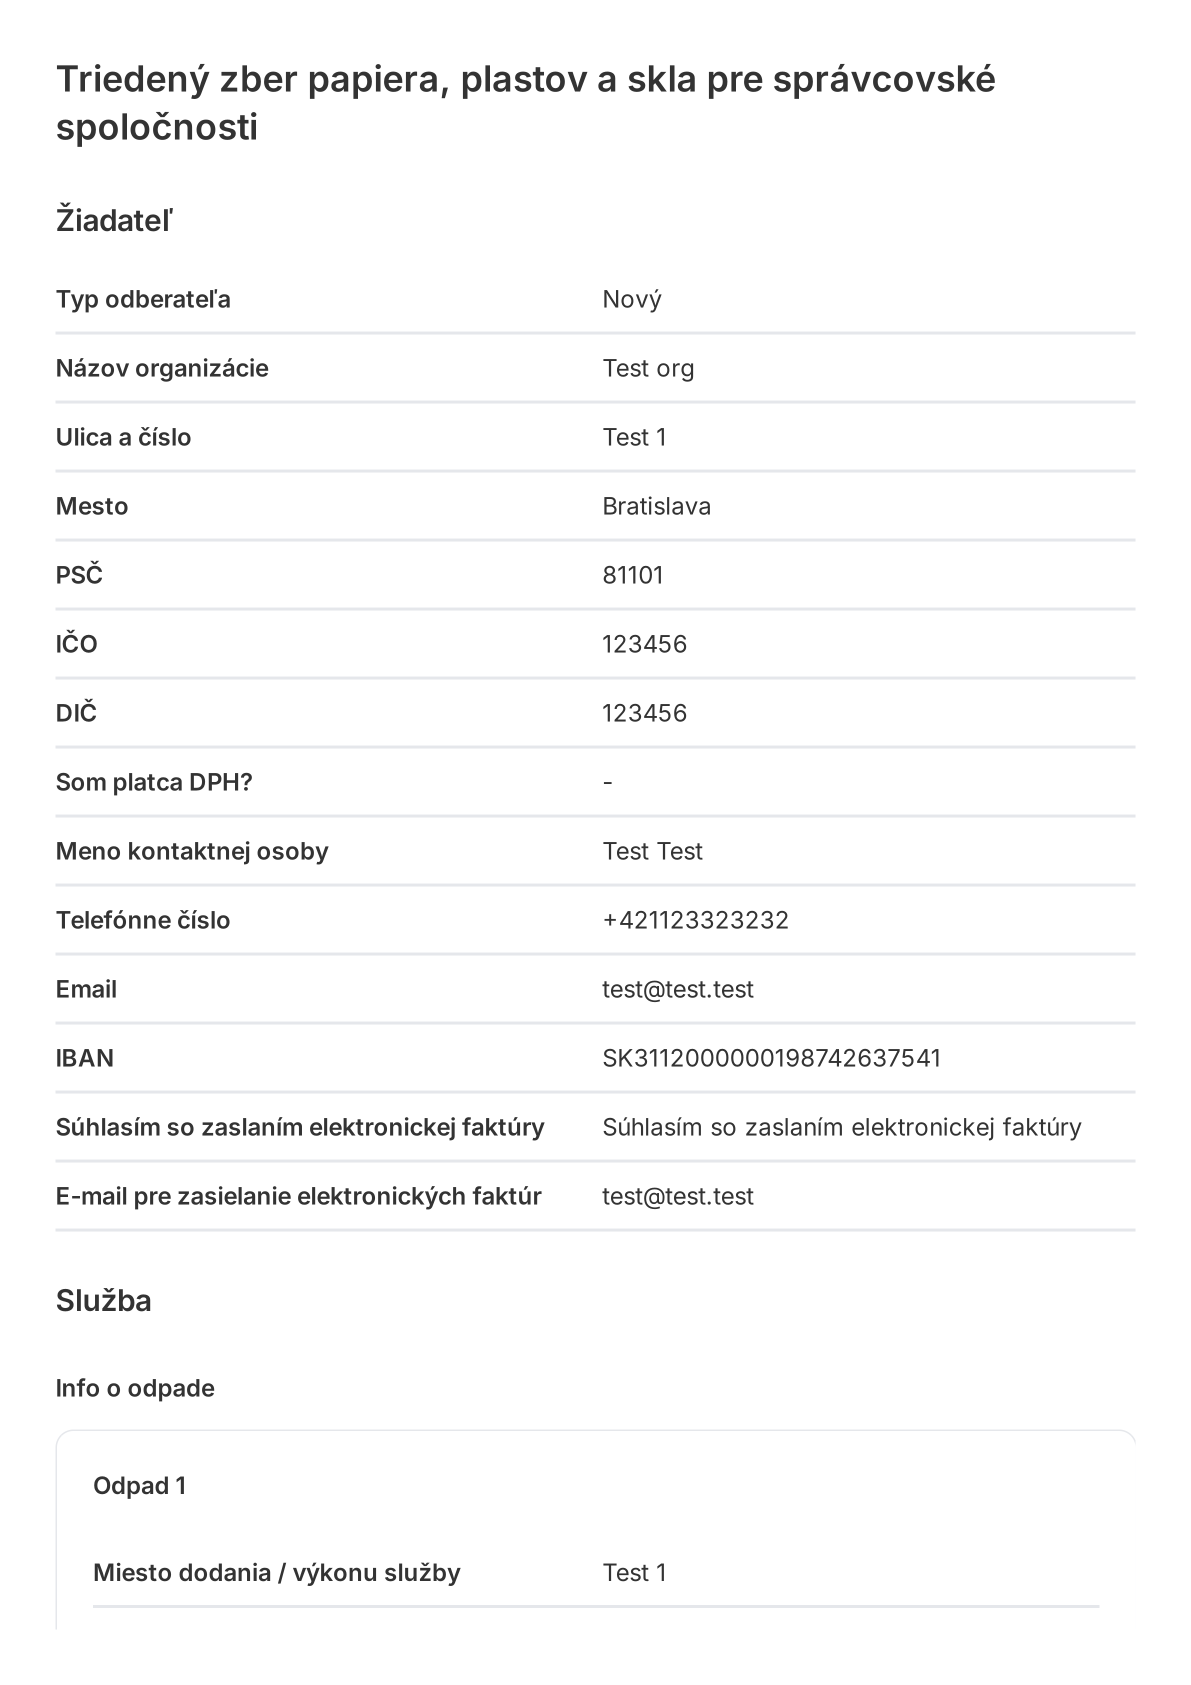 Triedený zber papiera, plastov a skla pre správcovské
spoločnosti
Žiadateľ
Typ odberateľa Nový
Názov organizácie Test org
Ulica a číslo Test 1
Mesto Bratislava
PSČ 81101
IČO 123456
DIČ 123456
Som platca DPH? -
Meno kontaktnej osoby Test Test
Telefónne číslo +421123323232
Email test@test.test
IBAN SK3112000000198742637541
Súhlasím so zaslaním elektronickej faktúry Súhlasím so zaslaním elektronickej faktúry
E-mail pre zasielanie elektronických faktúr test@test.test
Služba
Info o odpade
Odpad 1
Miesto dodania / výkonu služby Test 1